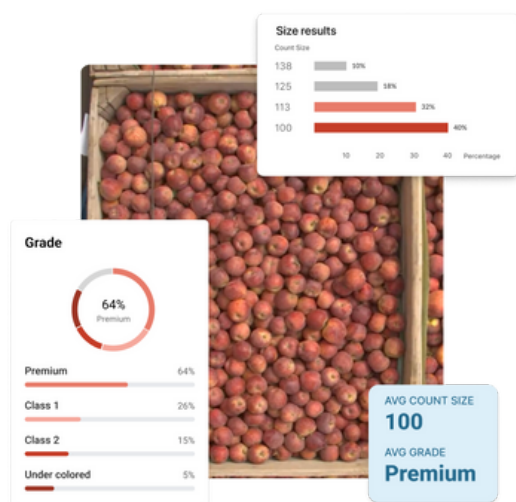 Size results
Count Size
138 10%
125 18%
113 32%
100 40%
10 20 30 40 Percentage
Grade
64%
Premium
Premium 64%
Class 1 26%
Class 2 15%
Under colored 5%
AVG COUNT SIZE
100
AVG GRADE
Premium